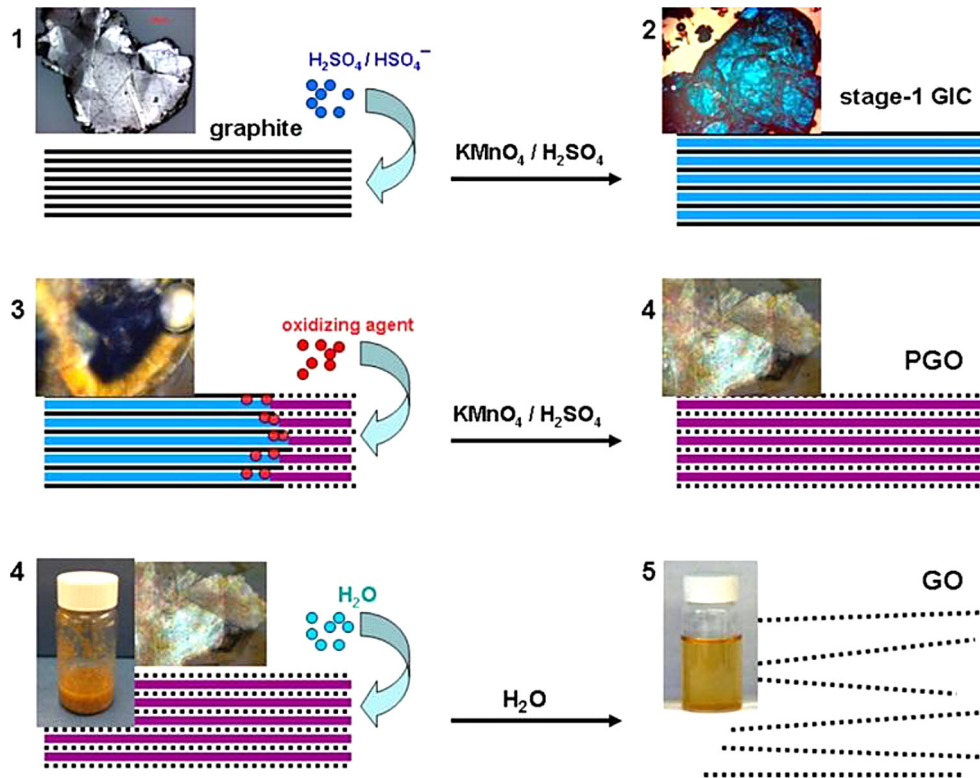 1
H₂SO₄ / HSO₄⁻
graphite
KMnO₄ / H₂SO₄
2
stage-1 GIC
3
oxidizing agent
KMnO₄ / H₂SO₄
4
PGO
4
H₂O
H₂O
5
GO